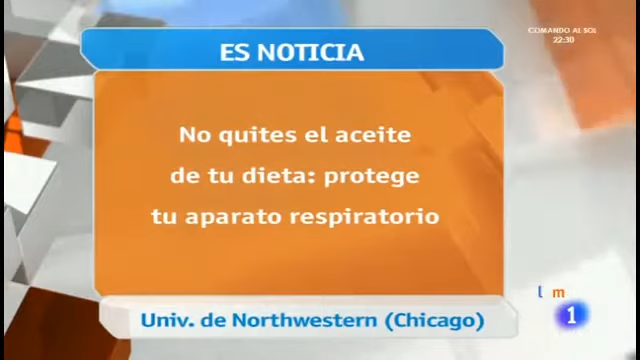 COMANDO AL SOL
22:30
ES NOTICIA
No quites el aceite
de tu dieta: protege
tu aparato respiratorio
l m
1
Univ. de Northwestern (Chicago)